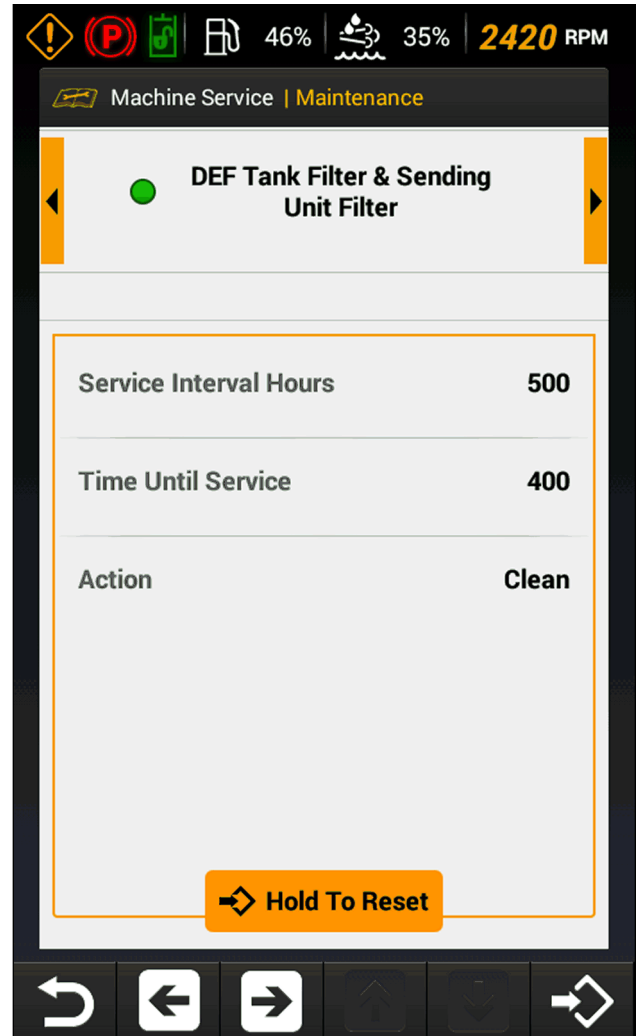 P 46% 35% 2420 RPM
Machine Service | Maintenance
DEF Tank Filter & Sending
Unit Filter
Service Interval Hours 500
Time Until Service 400
Action Clean
Hold To Reset